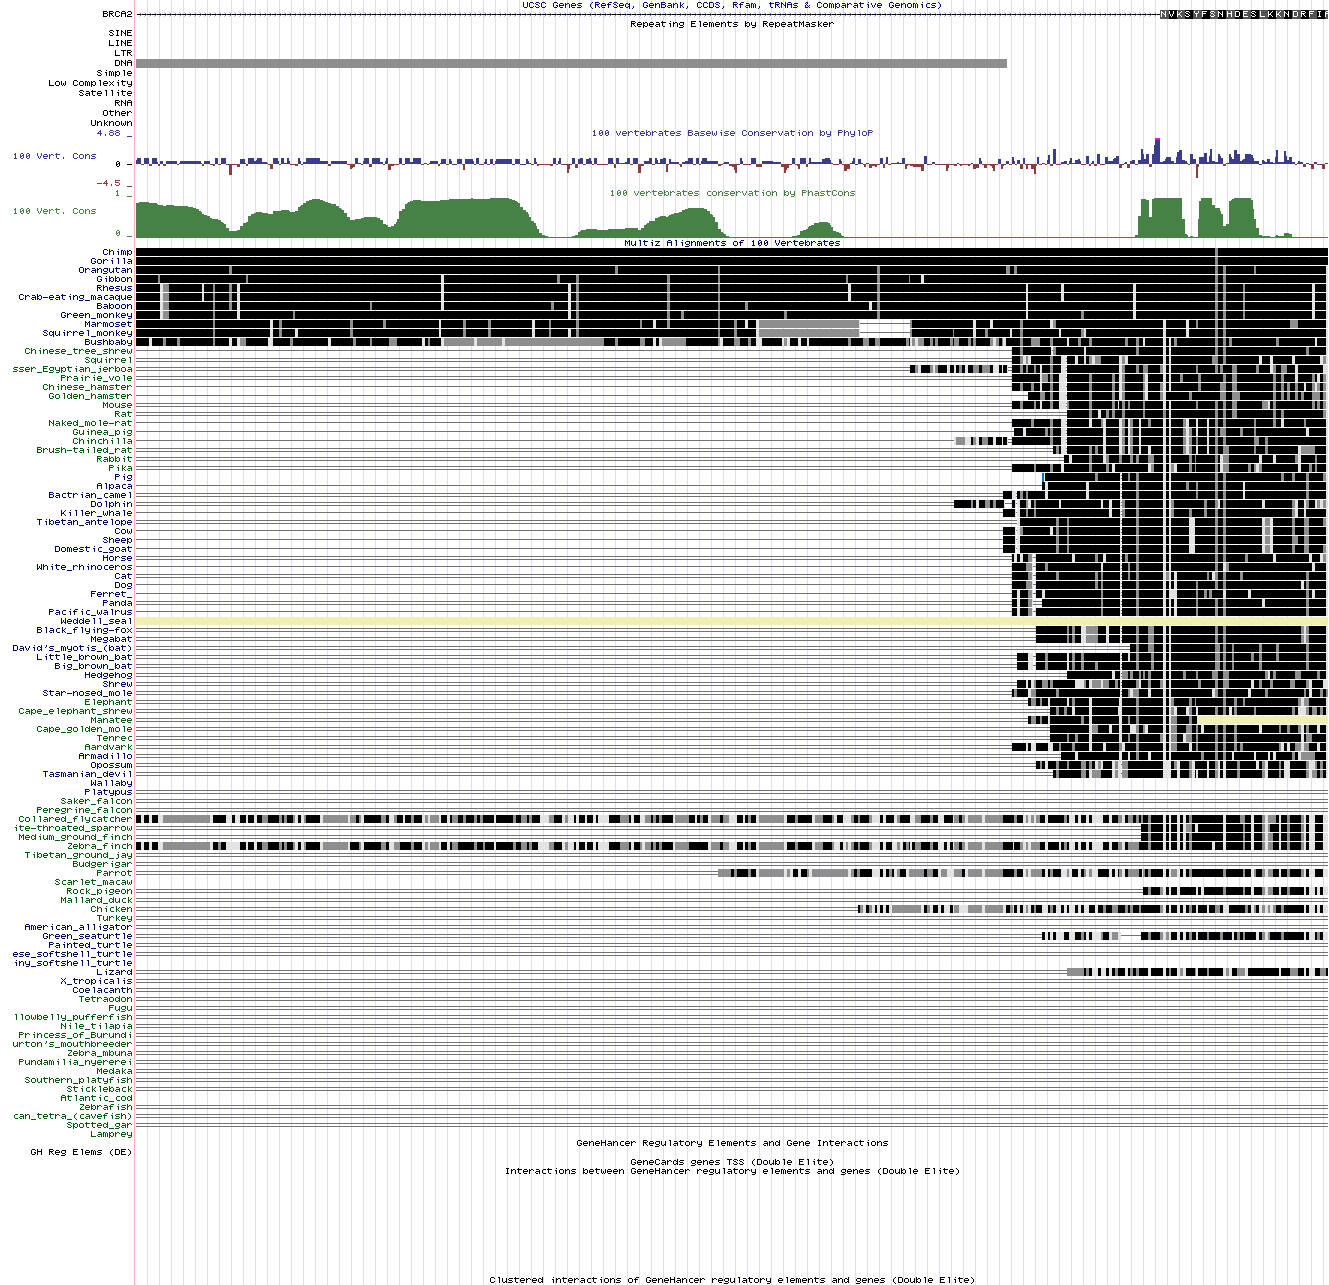 UCSC Genes (RefSeq, GenBank, CCDS, Rfam, tRNAs & Comparative Genomics)
BRCA2
NVKSYFSNHDESLKKNDRFI
Repeating Elements by RepeatMasker
SINE
LINE
LTR
DNA
Simple
Low Complexity
Satellite
RNA
Other
Unknown
4.88 _
100 vertebrates Basewise Conservation by PhyloP
100 Vert. Cons
0 _
-4.5 _
100 vertebrates conservation by PhastCons
1 _
100 Vert. Cons
0 _
Multiz Alignments of 100 Vertebrates
Chimp
Gorilla
Orangutan
Gibbon
Rhesus
Crab-eating_macaque
Baboon
Green_monkey
Marmoset
Squirrel_monkey
Bushbaby
Chinese_tree_shrew
Squirrel
sser_Egyptian_jerboa
Prairie_vole
Chinese_hamster
Golden_hamster
Mouse
Rat
Naked_mole-rat
Guinea_pig
Chinchilla
Brush-tailed_rat
Rabbit
Pika
Pig
Alpaca
Bactrian_camel
Dolphin
Killer_whale
Tibetan_antelope
Cow
Sheep
Domestic_goat
Horse
White_rhinoceros
Cat
Dog
Ferret_
Panda
Pacific_walrus
Weddell_seal
Black_flying-fox
Megabat
David's_myotis_(bat)
Little_brown_bat
Big_brown_bat
Hedgehog
Shrew
Star-nosed_mole
Elephant
Cape_elephant_shrew
Manatee
Cape_golden_mole
Tenrec
Aardvark
Armadillo
Opossum
Tasmanian_devil
Wallaby
Platypus
Saker_falcon
Peregrine_falcon
Collared_flycatcher
ite-throated_sparrow
Medium_ground_finch
Zebra_finch
Tibetan_ground_jay
Budgerigar
Parrot
Scarlet_macaw
Rock_pigeon
Mallard_duck
Chicken
Turkey
American_alligator
Green_seaturtle
Painted_turtle
ese_softshell_turtle
iny_softshell_turtle
Lizard
X_tropicalis
Coelacanth
Tetraodon
Fugu
llowbelly_pufferfish
Nile_tilapia
Princess_of_Burundi
urton's_mouthbreeder
Zebra_mbuna
Pundamilia_nyererei
Medaka
Southern_platyfish
Stickleback
Atlantic_cod
Zebrafish
can_tetra_(cavefish)
Spotted_gar
Lamprey
GeneHancer Regulatory Elements and Gene Interactions
GH Reg Elems (DE)
GeneCards genes TSS (Double Elite)
Interactions between GeneHancer regulatory elements and genes (Double Elite)
Clustered interactions of GeneHancer regulatory elements and genes (Double Elite)